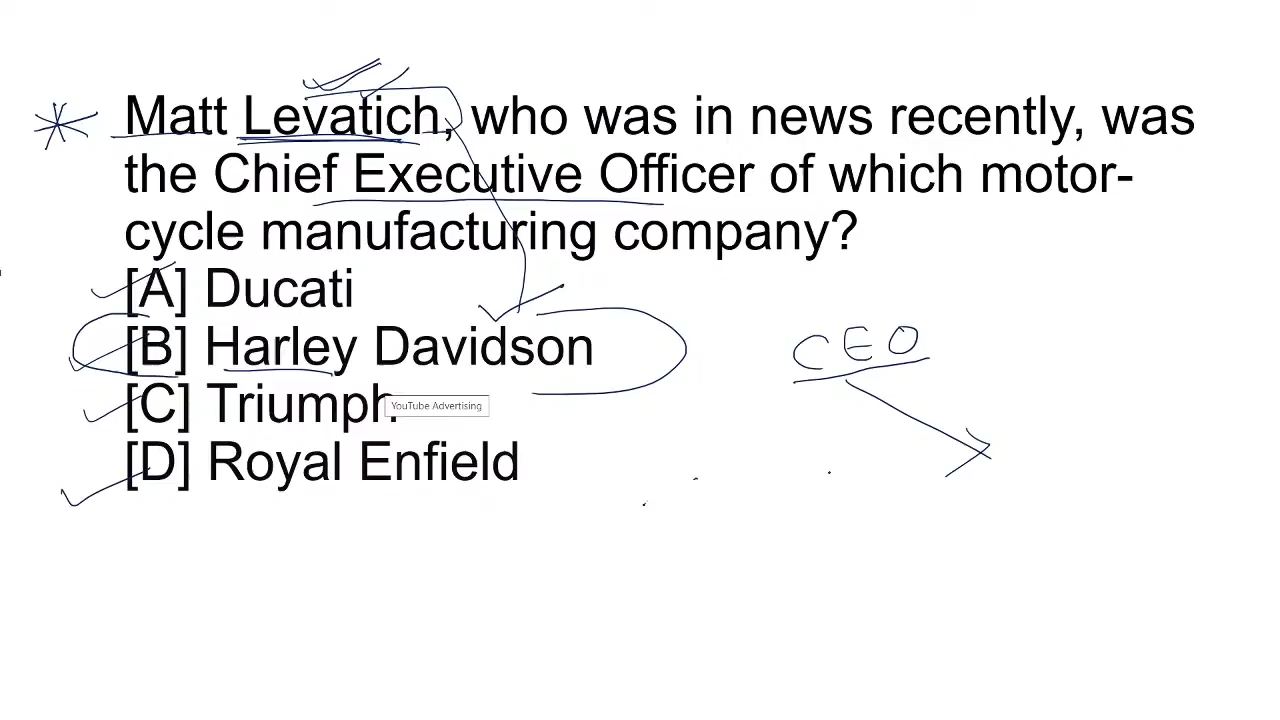 Matt Levatich, who was in news recently, was
the Chief Executive Officer of which motor-
cycle manufacturing company?
[A] Ducati
[B] Harley Davidson
CEO
[C] Triumph
YouTube Advertising
[D] Royal Enfield